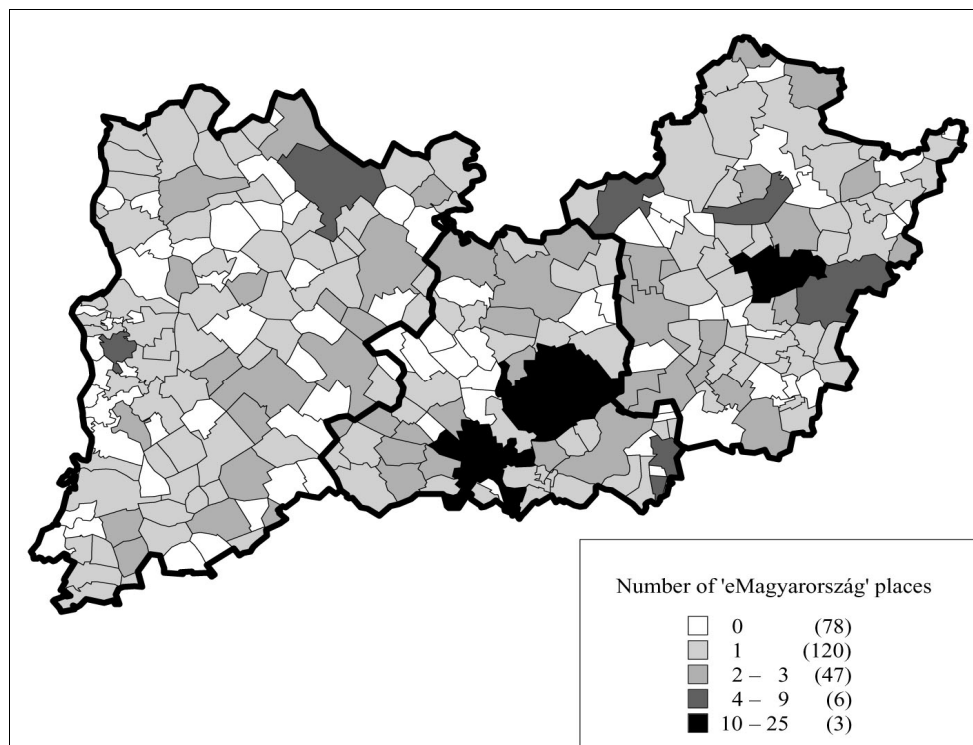 Number of 'eMagyarország' places
0 (78)
1 (120)
2 – 3 (47)
4 – 9 (6)
10 – 25 (3)